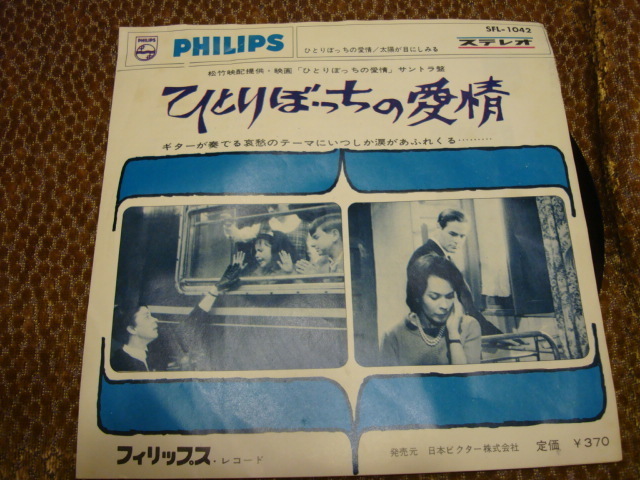 PHILIPS
PHILIPS
ひとりぼっちの愛情/太陽が目にしみる
SFL-1042
ステレオ
松竹映配提供・映画「ひとりぼっちの愛情」サントラ盤
ひとりぼっちの愛情
ギターが奏でる哀愁のテーマにいつしか涙があふれくる………
フィリップス・レコード
発売元 日本ビクター株式会社 定価 ¥370